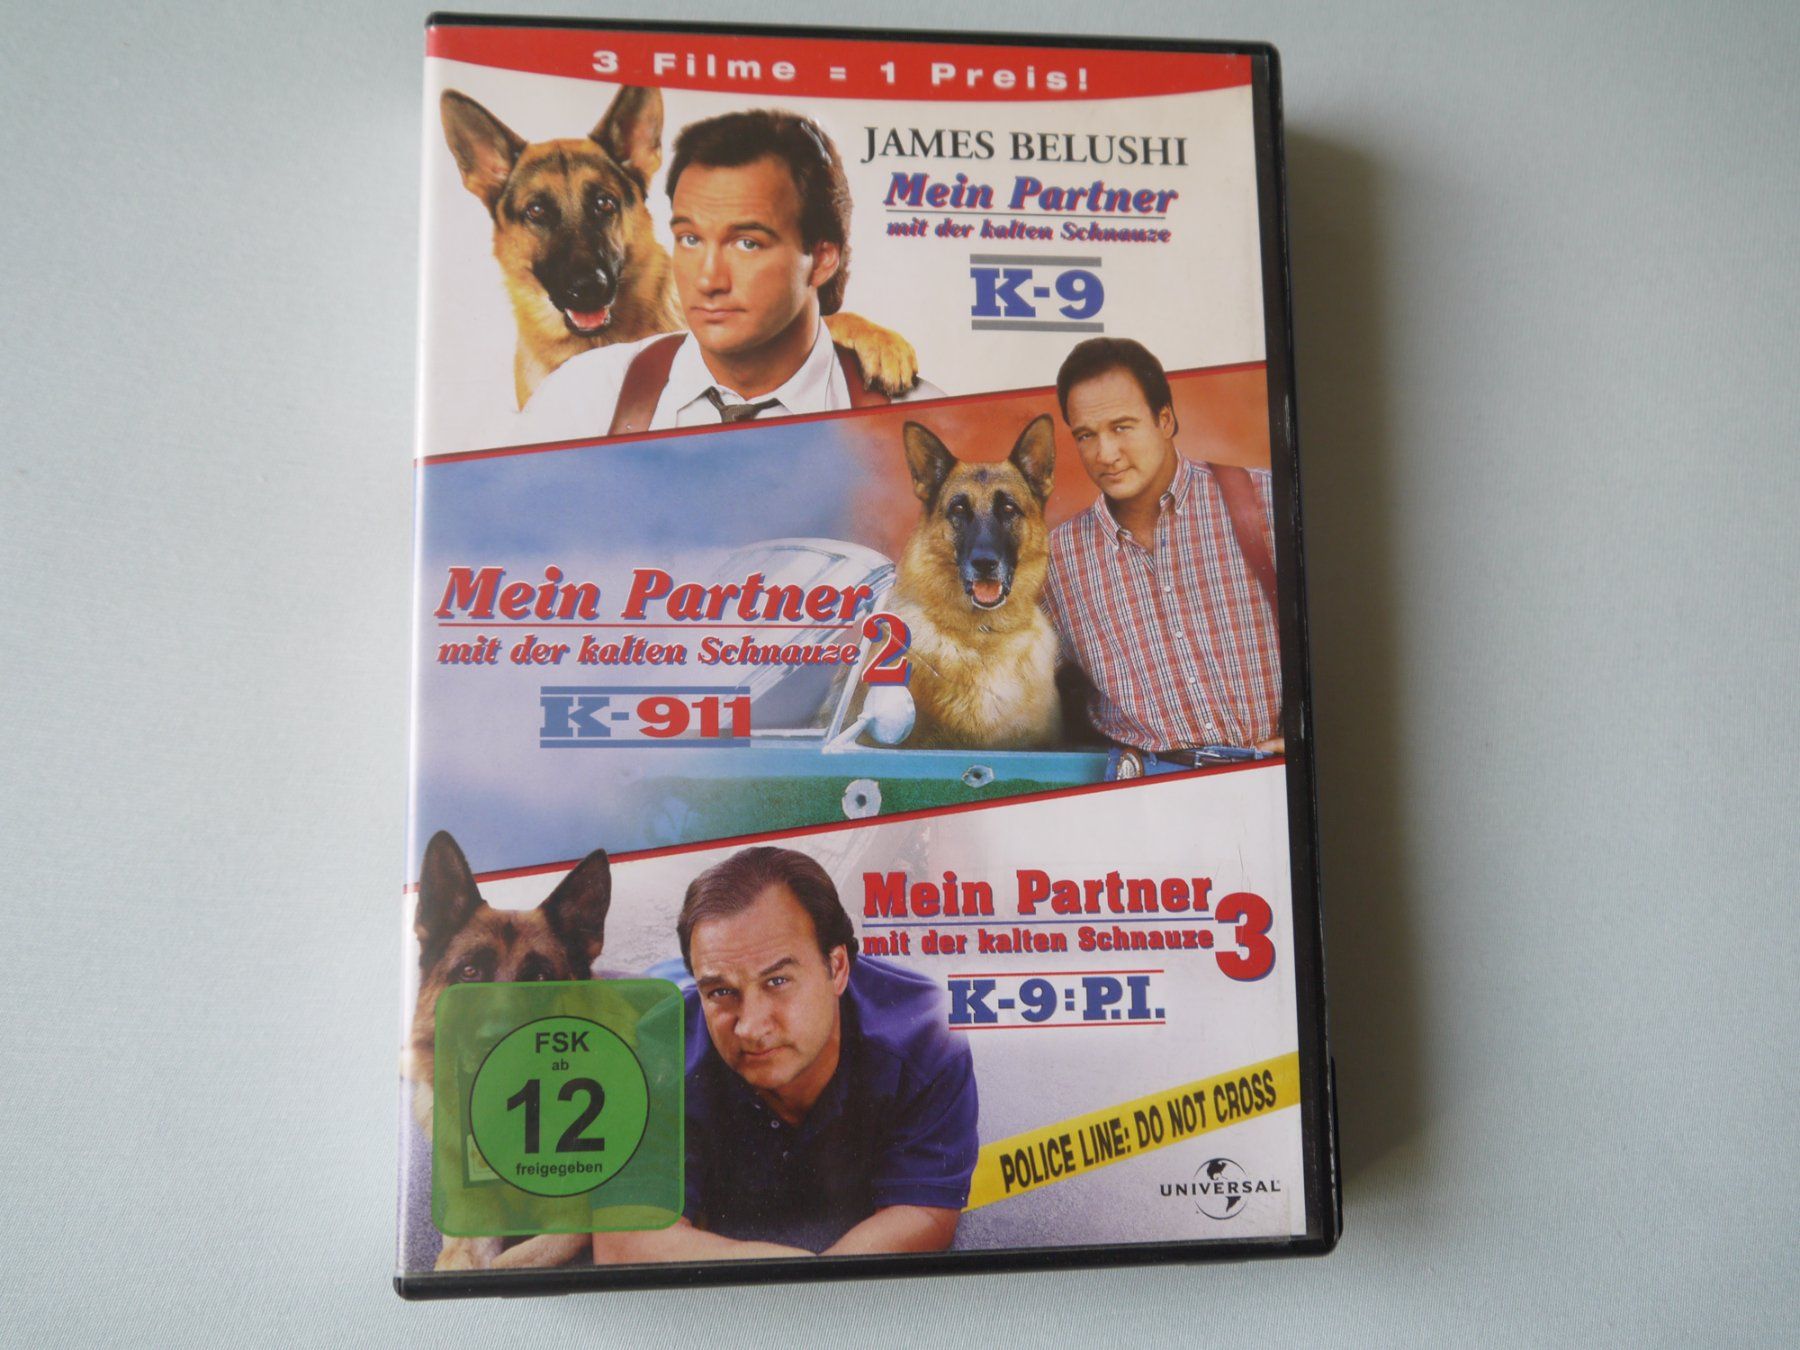 3 Filme = 1 Preis!
JAMES BELUSHI
Mein Partner
mit der kalten Schnauze
K-9
Mein Partner
mit der kalten Schnauze 2
K-911
Mein Partner
mit der kalten Schnauze 3
K-9:P.I.
FSK
ab
12
freigegeben
POLICE LINE: DO NOT CROSS
UNIVERSAL